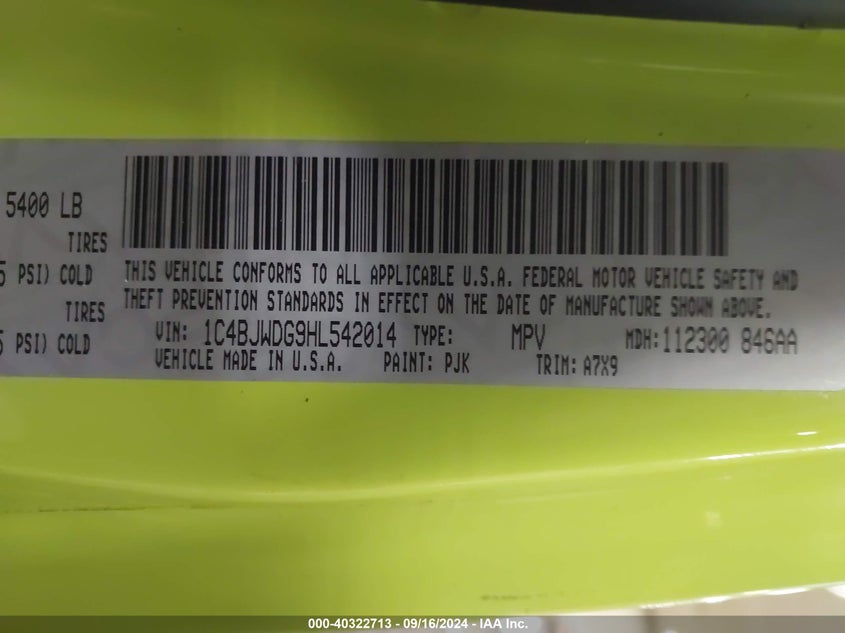 5400 LB
TIRES
5 PSI) COLD
TIRES
5 PSI) COLD
THIS VEHICLE CONFORMS TO ALL APPLICABLE U.S.A. FEDERAL MOTOR VEHICLE SAFETY AND
THEFT PREVENTION STANDARDS IN EFFECT ON THE DATE OF MANUFACTURE SHOWN ABOVE.
VIN: 1C4BJWDG9HL542014 TYPE: MPV MDH: 112300 846AA
VEHICLE MADE IN U.S.A. PAINT: PJK TRIM: A7X9
000-40322713 - 09/16/2024 - IAA Inc.